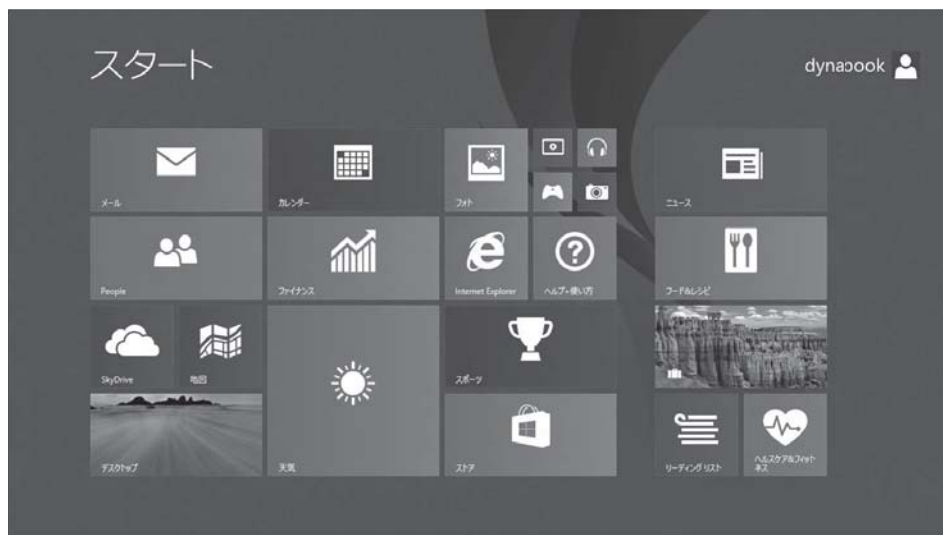 スタート
dynabook
メール
カレンダー
フォト
ニュース
People
ファイナンス
Internet Explorer
ヘルプ+使い方
フード&レシピ
SkyDrive
地図
天気
スポーツ
デスクトップ
ストア
リーディング リスト
ヘルスケア&フィット
ネス